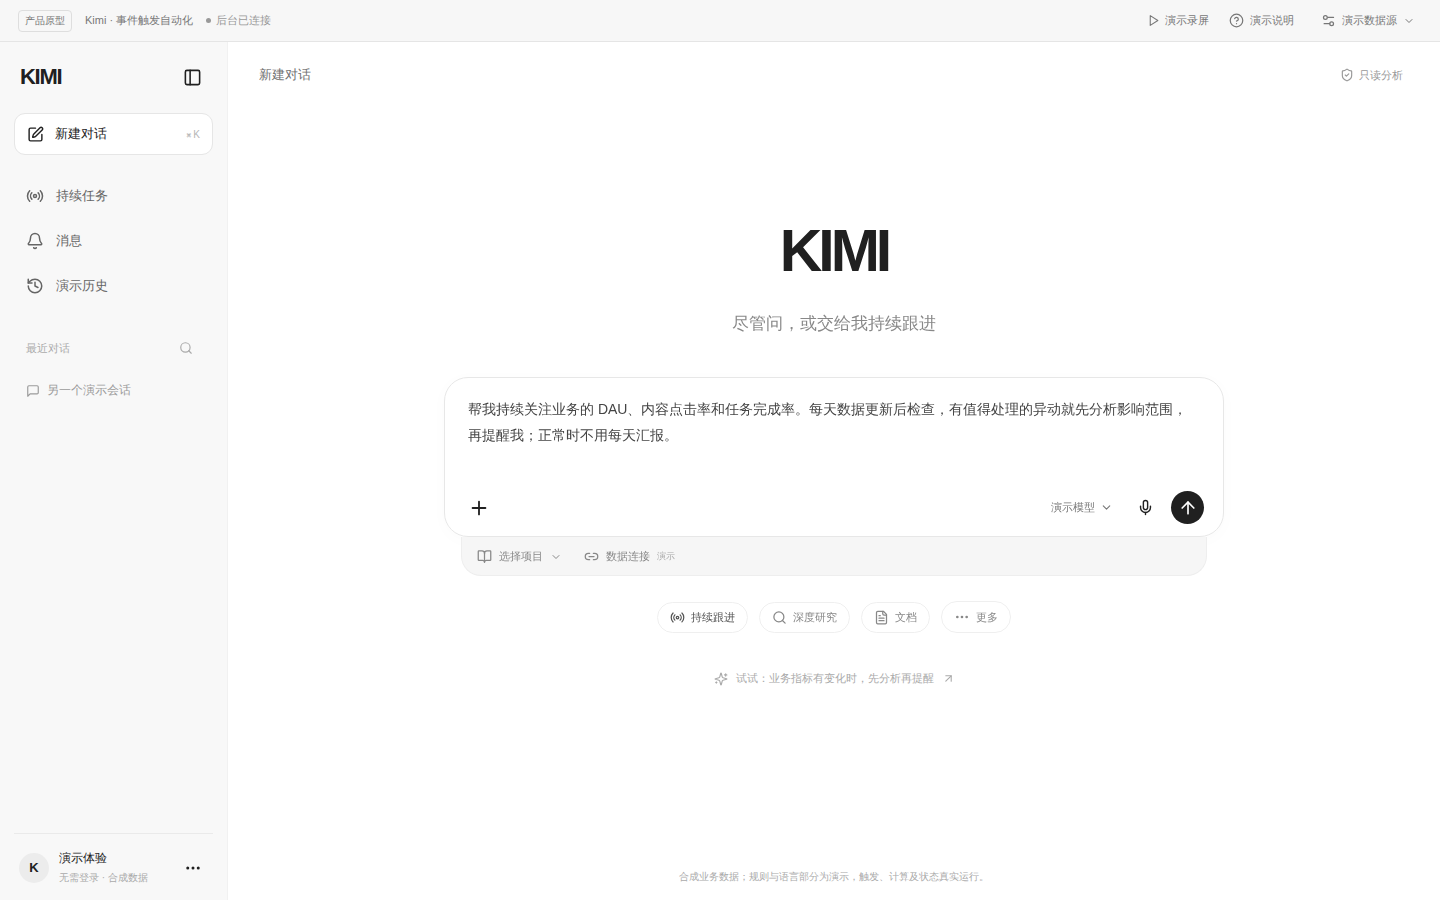 产品原型
Kimi · 事件触发自动化
后台已连接
演示录屏
演示说明
演示数据源
KIMI
新建对话
K
持续任务
消息
演示历史
最近对话
另一个演示会话
K
演示体验
无需登录 · 合成数据
新建对话
只读分析
KIMI
尽管问，或交给我持续跟进
帮我持续关注业务的 DAU、内容点击率和任务完成率。每天数据更新后检查，有值得处理的异动就先分析影响范围，
再提醒我；正常时不用每天汇报。
演示模型
选择项目
数据连接 演示
持续跟进
深度研究
文档
更多
试试：业务指标有变化时，先分析再提醒
合成业务数据；规则与语言部分为演示，触发、计算及状态真实运行。